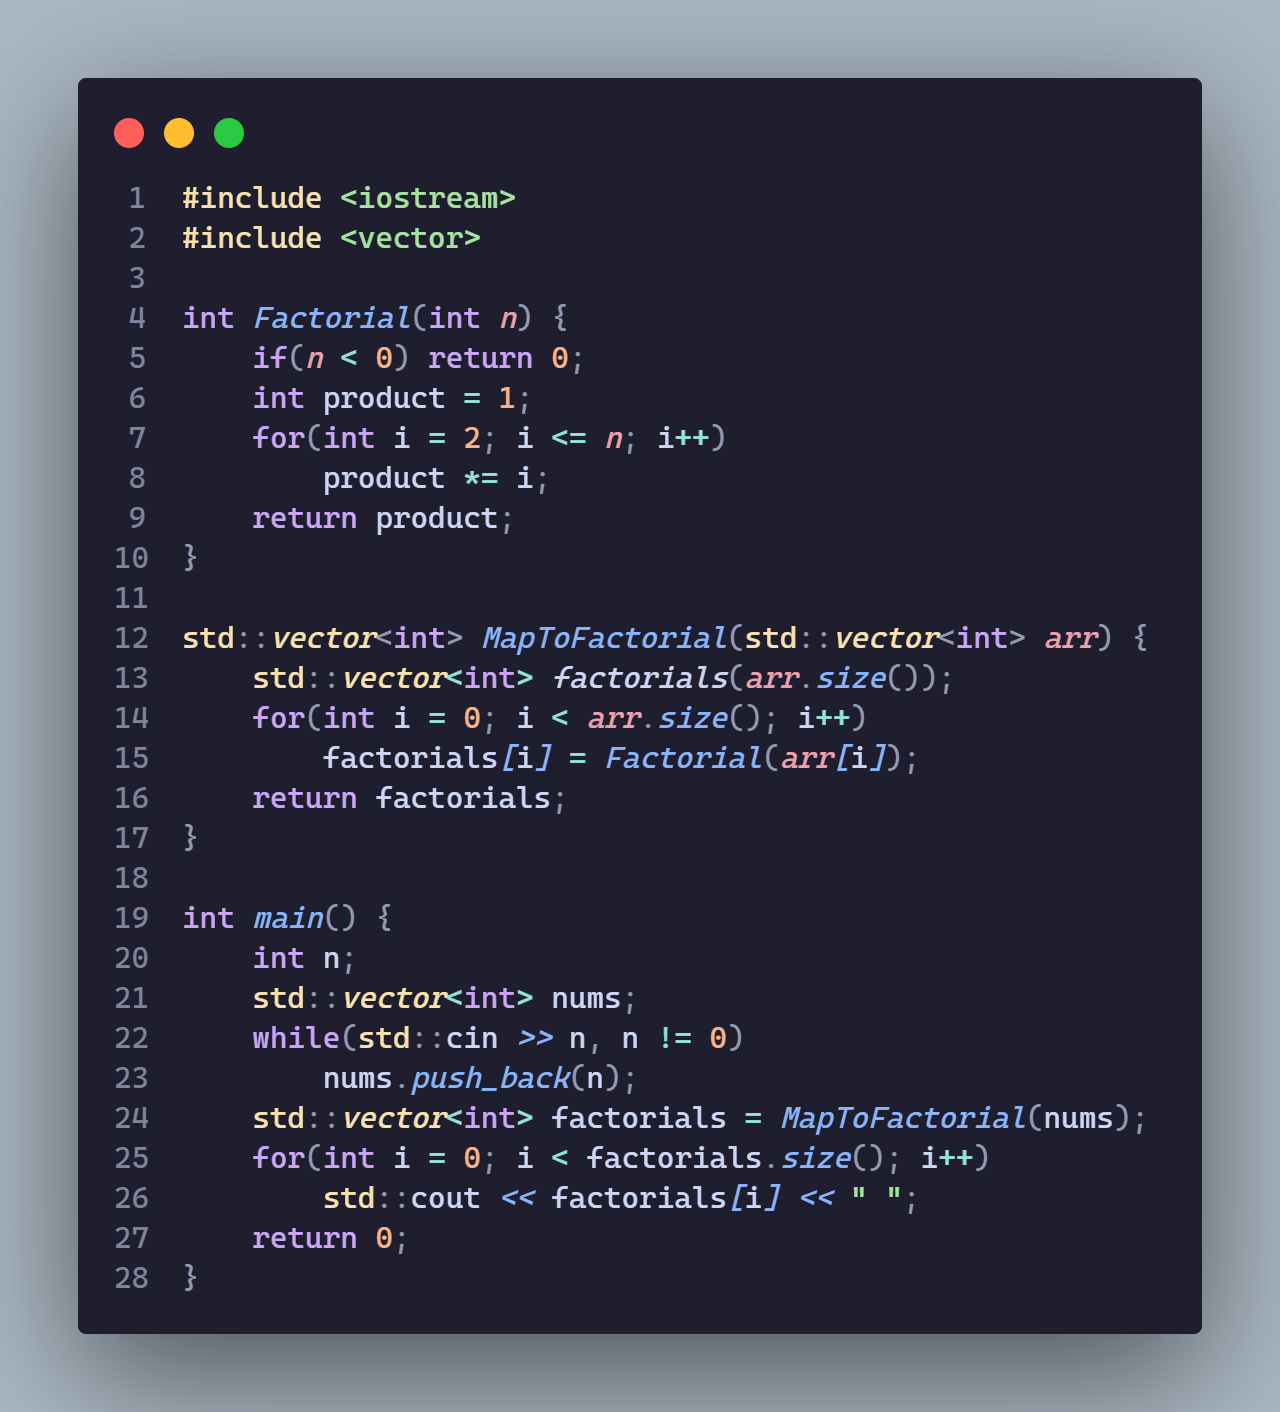 1 #include <iostream>
2 #include <vector>
3
4 int Factorial(int n) {
5     if(n < 0) return 0;
6     int product = 1;
7     for(int i = 2; i <= n; i++)
8         product *= i;
9     return product;
10 }
11
12 std::vector<int> MapToFactorial(std::vector<int> arr) {
13     std::vector<int> factorials(arr.size());
14     for(int i = 0; i < arr.size(); i++)
15         factorials[i] = Factorial(arr[i]);
16     return factorials;
17 }
18
19 int main() {
20     int n;
21     std::vector<int> nums;
22     while(std::cin >> n, n != 0)
23         nums.push_back(n);
24     std::vector<int> factorials = MapToFactorial(nums);
25     for(int i = 0; i < factorials.size(); i++)
26         std::cout << factorials[i] << " ";
27     return 0;
28 }